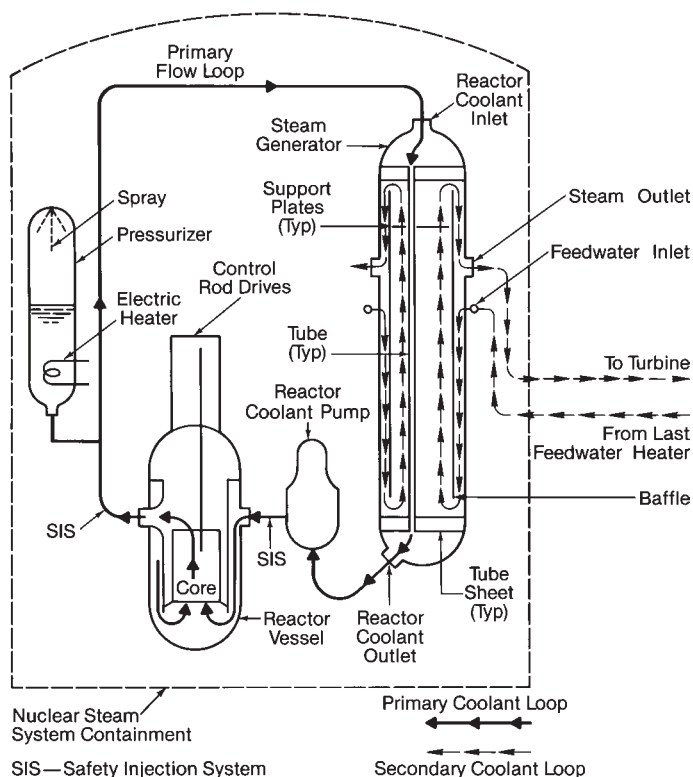 Primary
Flow Loop
Reactor
Coolant
Inlet
Steam
Generator
Support
Plates
(Typ)
Steam Outlet
Spray
Pressurizer
Feedwater Inlet
Control
Rod Drives
Electric
Heater
Tube
(Typ)
To Turbine
Reactor
Coolant Pump
From Last
Feedwater Heater
Baffle
SIS
SIS
Core
Tube
Sheet
(Typ)
Reactor
Vessel
Reactor
Coolant
Outlet
Nuclear Steam
System Containment
Primary Coolant Loop
SIS—Safety Injection System
Secondary Coolant Loop